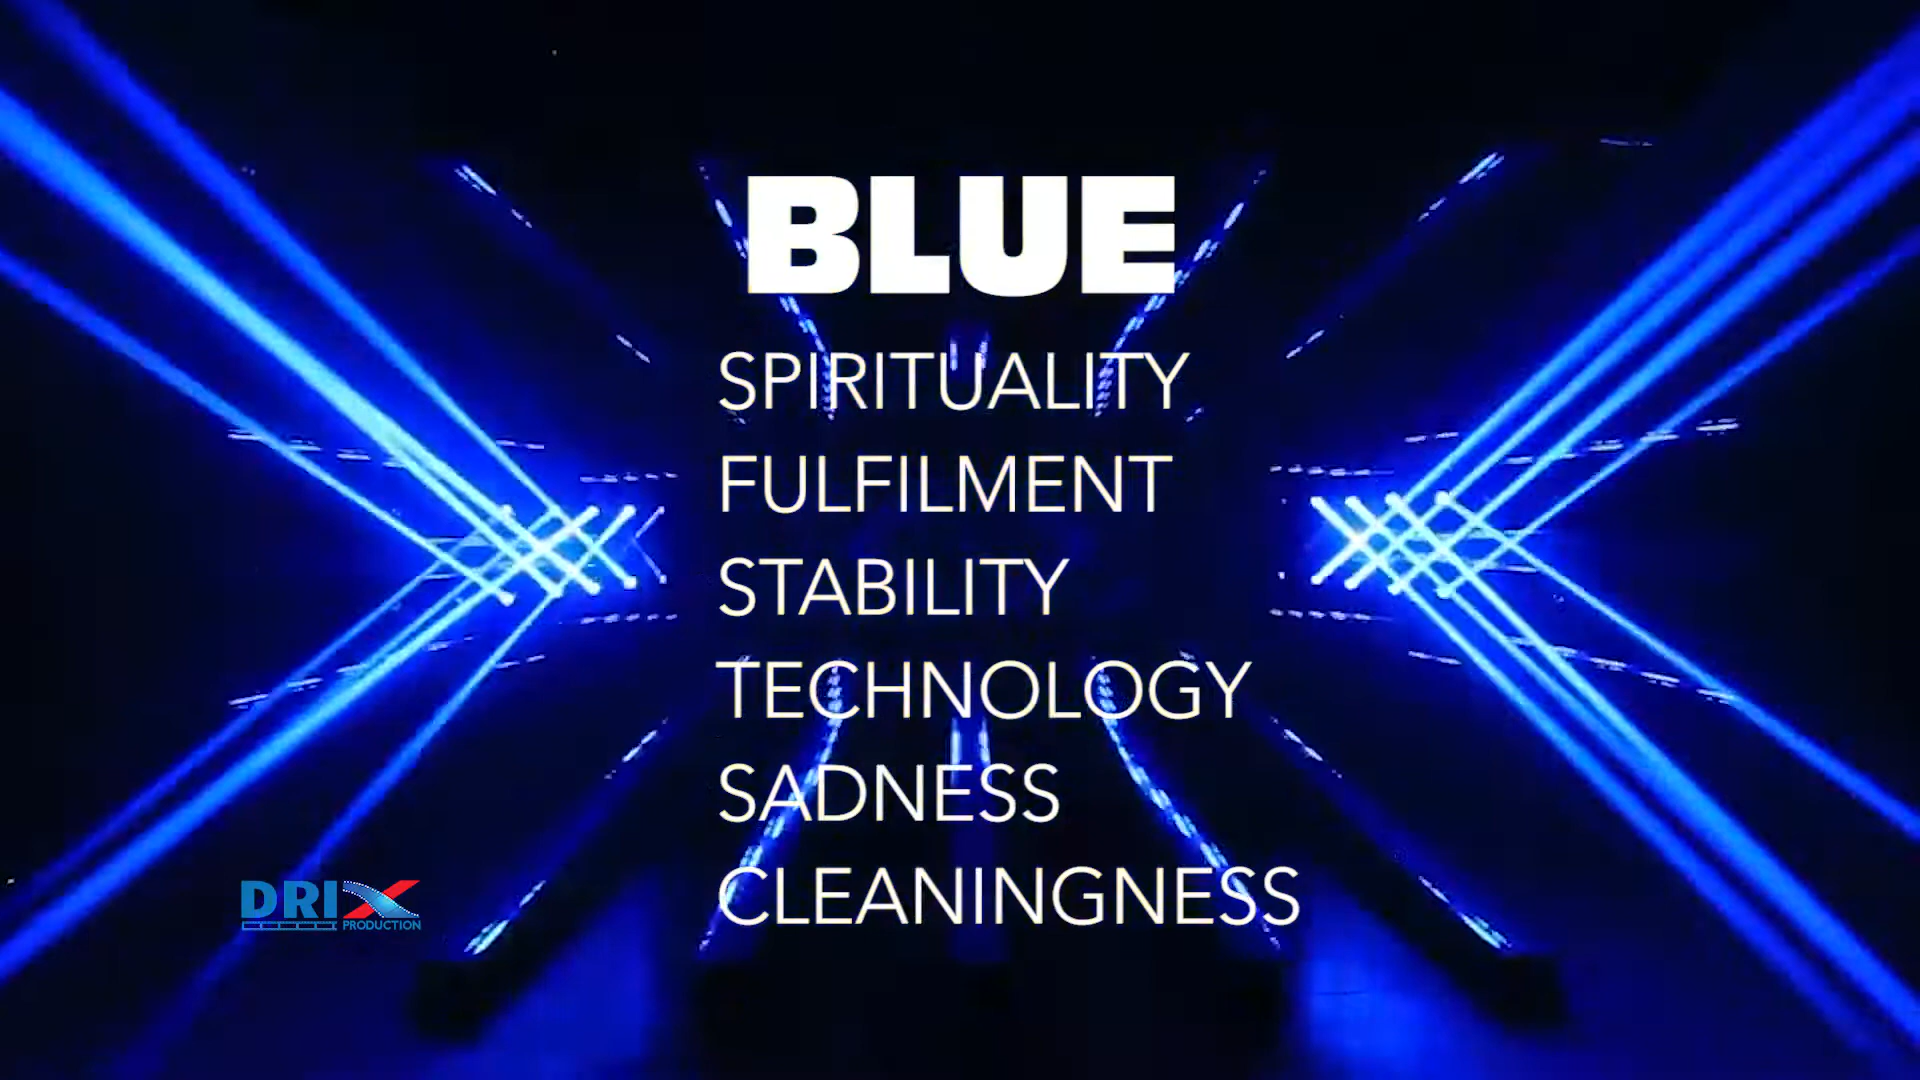 BLUE
SPIRITUALITY
FULFILMENT
STABILITY
TECHNOLOGY
SADNESS
CLEANINGNESS
DRIX
PRODUCTION